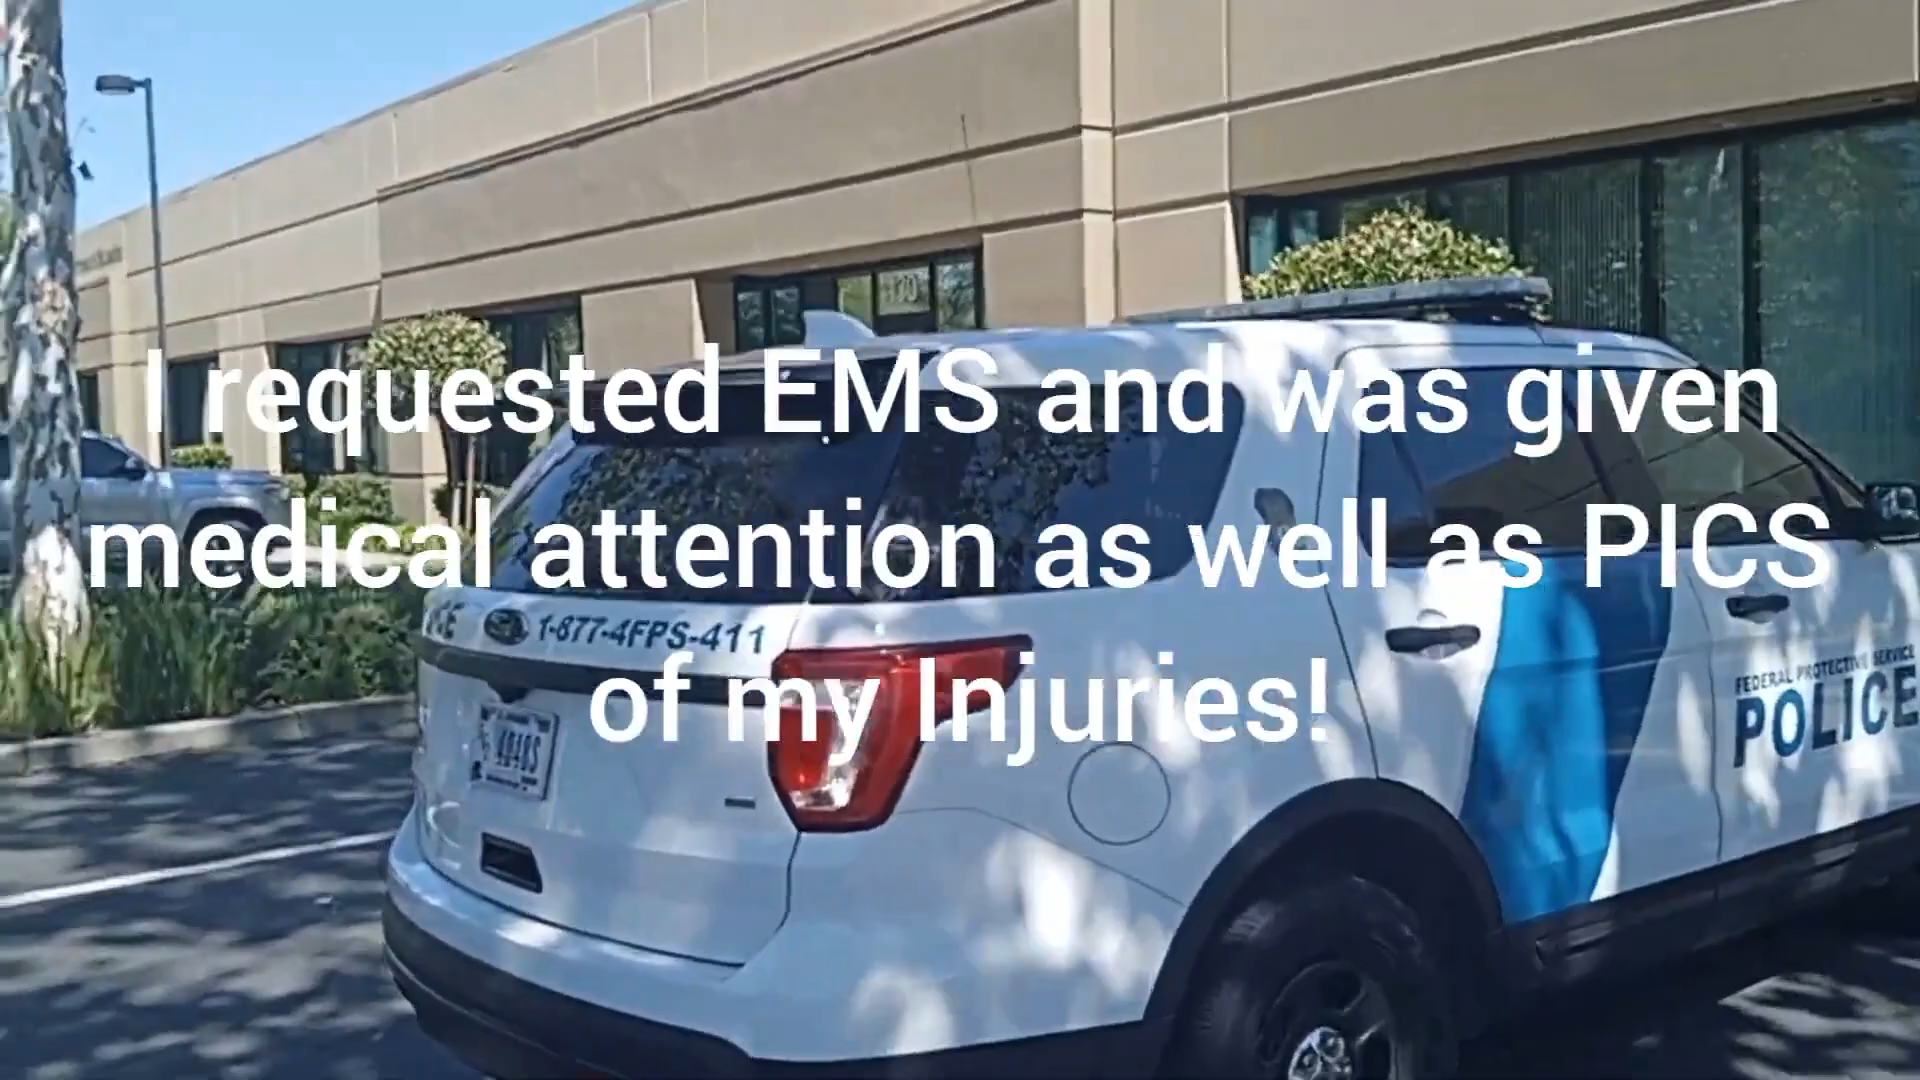 130
I requested EMS and was given
medical attention as well as PICS
of my Injuries!
1-877-4FPS-411
FEDERAL PROTECTIVE SERVICE
POLICE